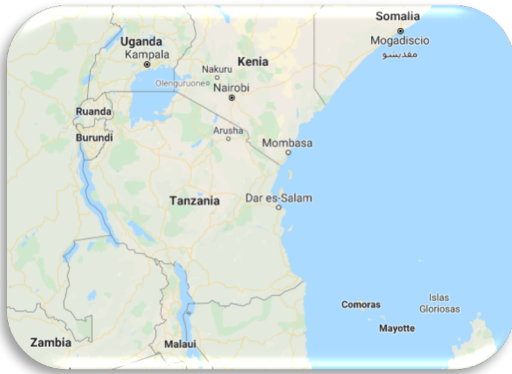 Somalia
Mogadiscio
مقديشو
Uganda
Kampala
Kenia
Nakuru
Olenguruone
Nairobi
Ruanda
Burundi
Arusha
Mombasa
Tanzania
Dar es-Salam
Comoras
Islas
Gloriosas
Mayotte
Zambia
Malaui